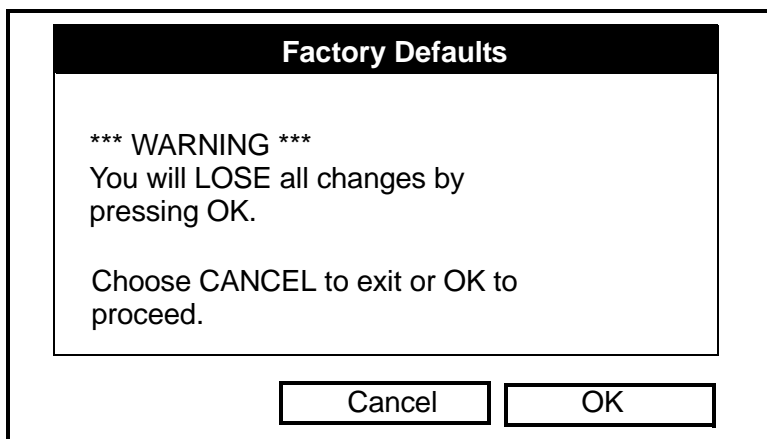 Factory Defaults
*** WARNING ***
You will LOSE all changes by
pressing OK.
Choose CANCEL to exit or OK to
proceed.
Cancel OK